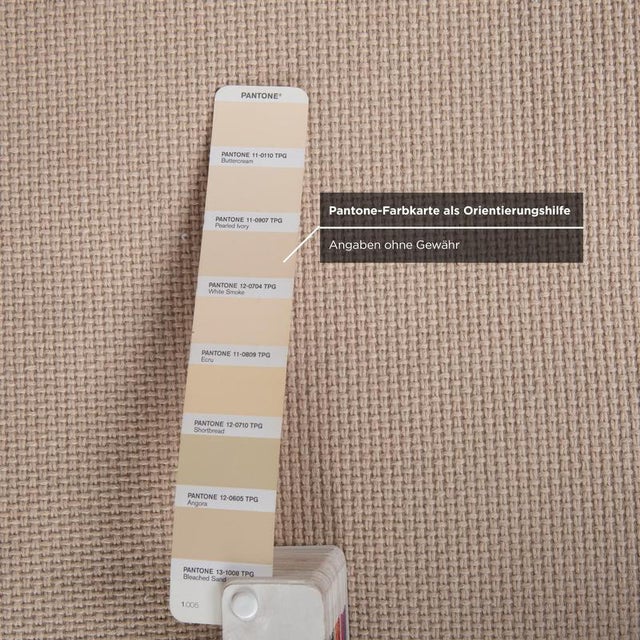 PANTONE®
PANTONE 11-0110 TPG
Buttercream
PANTONE 11-0907 TPG
Pearled Ivory
PANTONE 12-0704 TPG
White Smoke
PANTONE 11-0809 TPG
Ecru
PANTONE 12-0710 TPG
Shortbread
PANTONE 12-0605 TPG
Angora
PANTONE 13-1008 TPG
Bleached Sand
1.005
Pantone-Farbkarte als Orientierungshilfe
Angaben ohne Gewähr